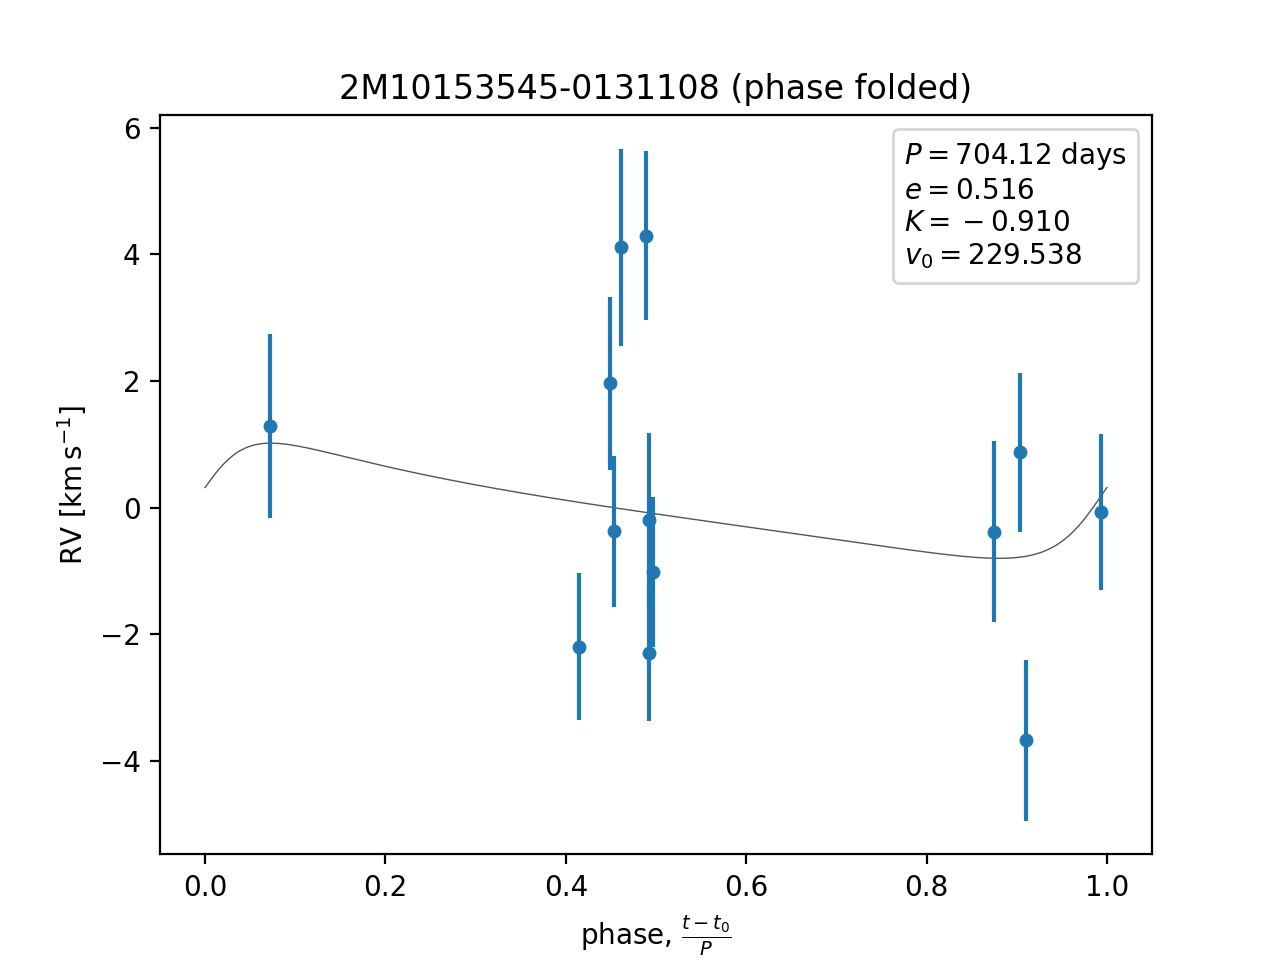 2M10153545-0131108 (phase folded)
P = 704.12 days
e = 0.516
K = −0.910
v₀ = 229.538
6
4
2
0
−2
−4
RV [km s⁻¹]
0.0 0.2 0.4 0.6 0.8 1.0
phase, (t − t₀)/P